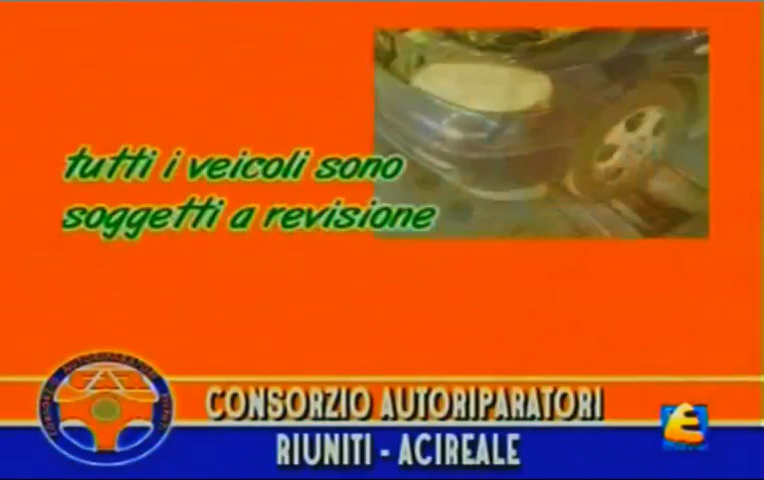 tutti i veicoli sono
soggetti a revisione
CONSORZIO AUTORIPARATORI
RIUNITI - ACIREALE